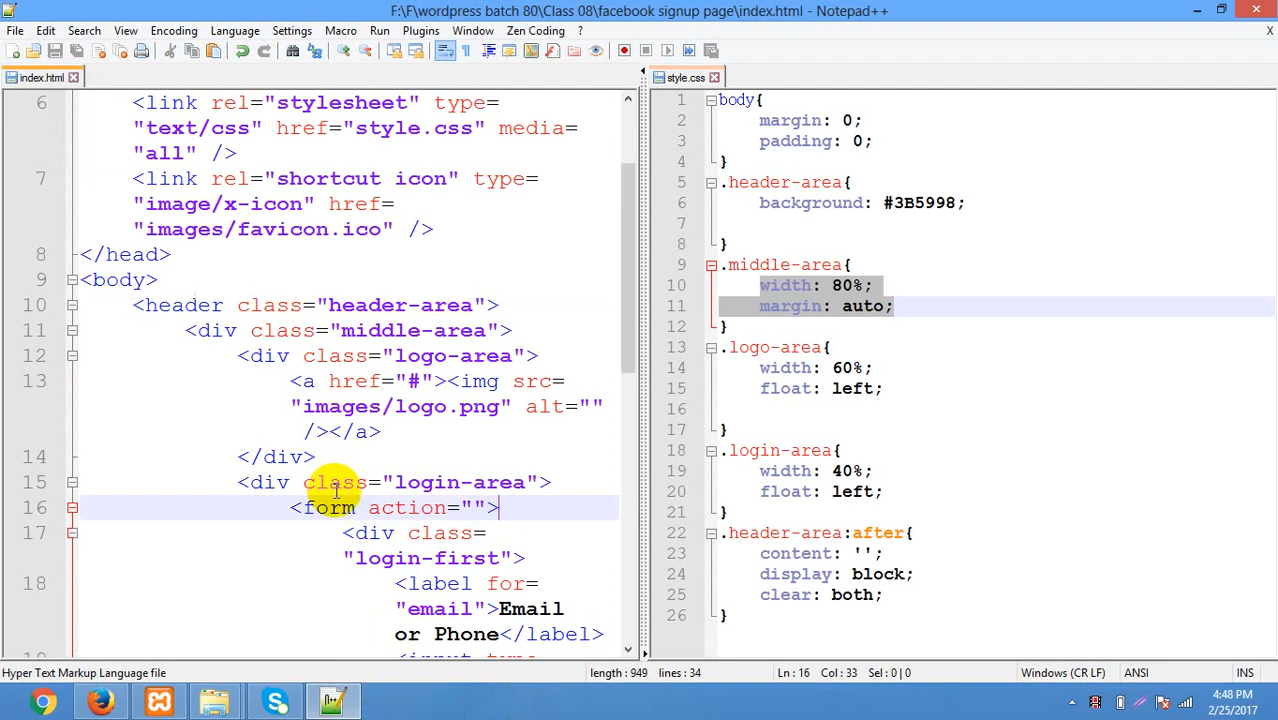 F:\F\wordpress batch 80\Class 08\facebook signup page\index.html - Notepad++
File Edit Search View Encoding Language Settings Macro Run Plugins Window Zen Coding ? X
index.html
6 <link rel="stylesheet" type=
"text/css" href="style.css" media=
"all" />
7 <link rel="shortcut icon" type=
"image/x-icon" href=
"images/favicon.ico" />
8 </head>
9 <body>
10 <header class="header-area">
11 <div class="middle-area">
12 <div class="logo-area">
13 <a href="#"><img src=
"images/logo.png" alt=""
/></a>
14 </div>
15 <div class="login-area">
16 <form action="">
17 <div class=
"login-first">
18 <label for=
"email">Email
or Phone</label>
<input type
style.css
1 body{
2 margin: 0;
3 padding: 0;
4 }
5 .header-area{
6 background: #3B5998;
7
8 }
9 .middle-area{
10 width: 80%;
11 margin: auto;
12 }
13 .logo-area{
14 width: 60%;
15 float: left;
16
17 }
18 .login-area{
19 width: 40%;
20 float: left;
21 }
22 .header-area:after{
23 content: '';
24 display: block;
25 clear: both;
26 }
Hyper Text Markup Language file length: 949 lines: 34 Ln: 16 Col: 33 Sel: 0 | 0 Windows (CR LF) ANSI INS
4:48 PM
2/25/2017